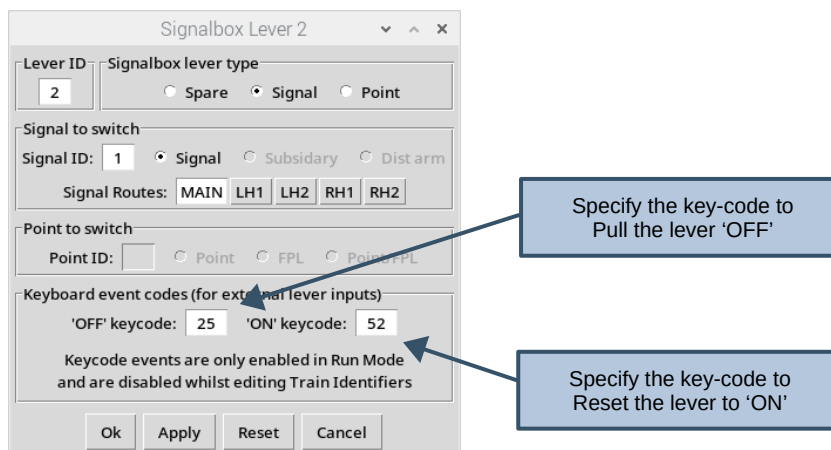 Signalbox Lever 2
Lever ID
Signalbox lever type
2
Spare Signal Point
Signal to switch
Signal ID: 1 Signal Subsidary Dist arm
Signal Routes: MAIN LH1 LH2 RH1 RH2
Specify the key-code to
Pull the lever ‘OFF’
Point to switch
Point ID: Point FPL Point/FPL
Keyboard event codes (for external lever inputs)
'OFF' keycode: 25 'ON' keycode: 52
Keycode events are only enabled in Run Mode
and are disabled whilst editing Train Identifiers
Specify the key-code to
Reset the lever to ‘ON’
Ok Apply Reset Cancel